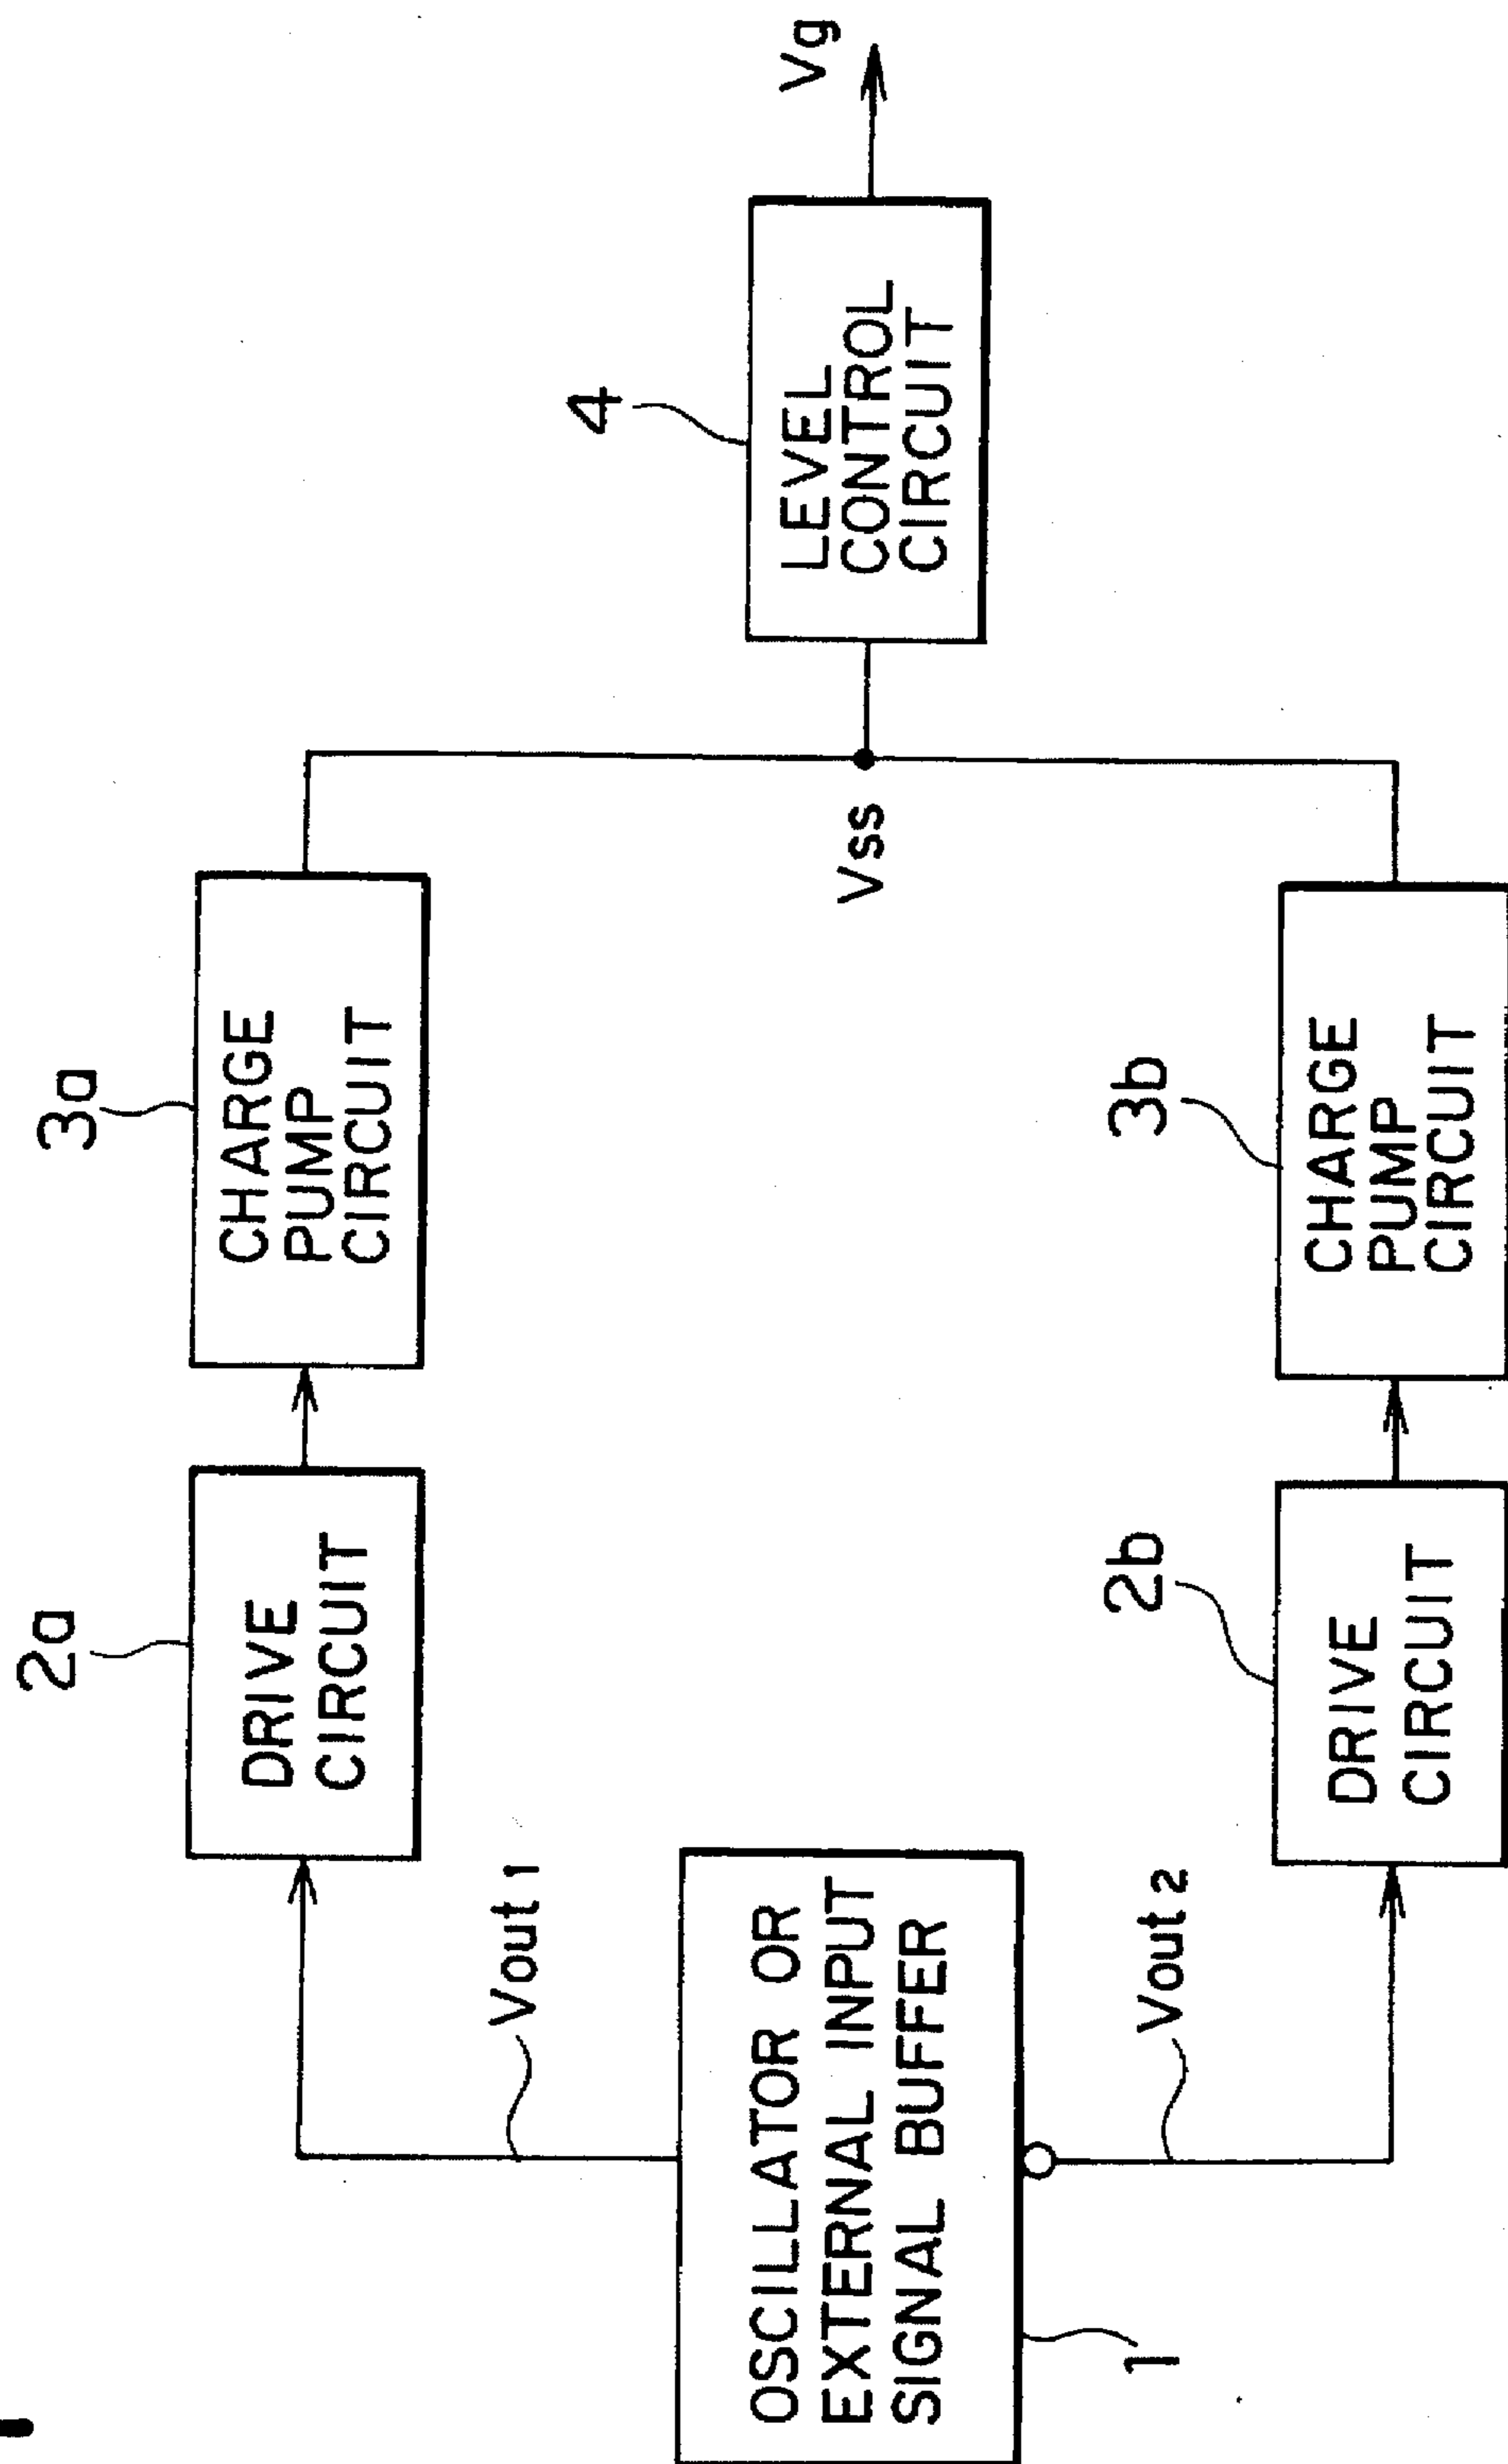 2a
DRIVE
CIRCUIT
3a
CHARGE
PUMP
CIRCUIT
Vout 1
OSCILLATOR OR
EXTERNAL INPUT
SIGNAL BUFFER
1
Vss
4
LEVEL
CONTROL
CIRCUIT
Vg
Vout 2
2b
DRIVE
CIRCUIT
3b
CHARGE
PUMP
CIRCUIT